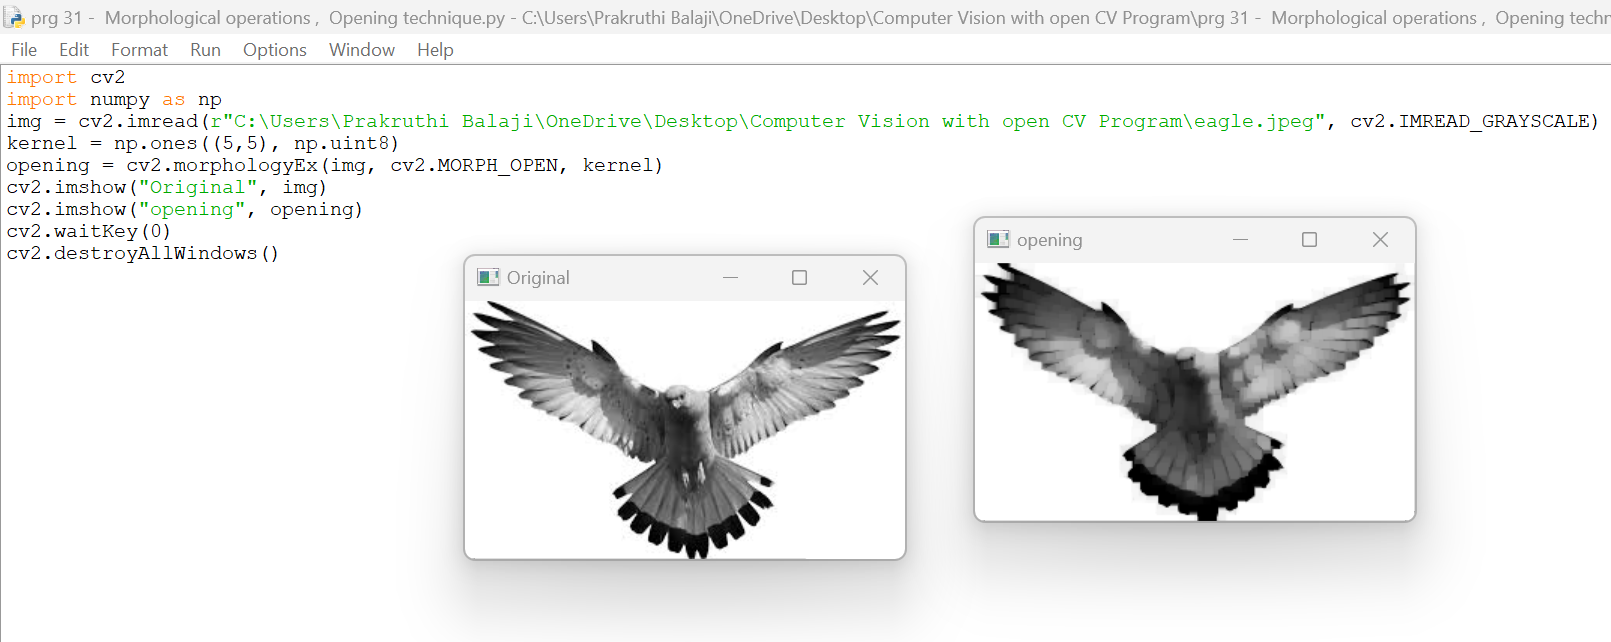 prg 31 -  Morphological operations ,  Opening technique.py - C:\Users\Prakruthi Balaji\OneDrive\Desktop\Computer Vision with open CV Program\prg 31 -  Morphological operations ,  Opening techn
File Edit Format Run Options Window Help
import cv2
import numpy as np
img = cv2.imread(r"C:\Users\Prakruthi Balaji\OneDrive\Desktop\Computer Vision with open CV Program\eagle.jpeg", cv2.IMREAD_GRAYSCALE)
kernel = np.ones((5,5), np.uint8)
opening = cv2.morphologyEx(img, cv2.MORPH_OPEN, kernel)
cv2.imshow("Original", img)
cv2.imshow("opening", opening)
cv2.waitKey(0)
cv2.destroyAllWindows()
Original
opening